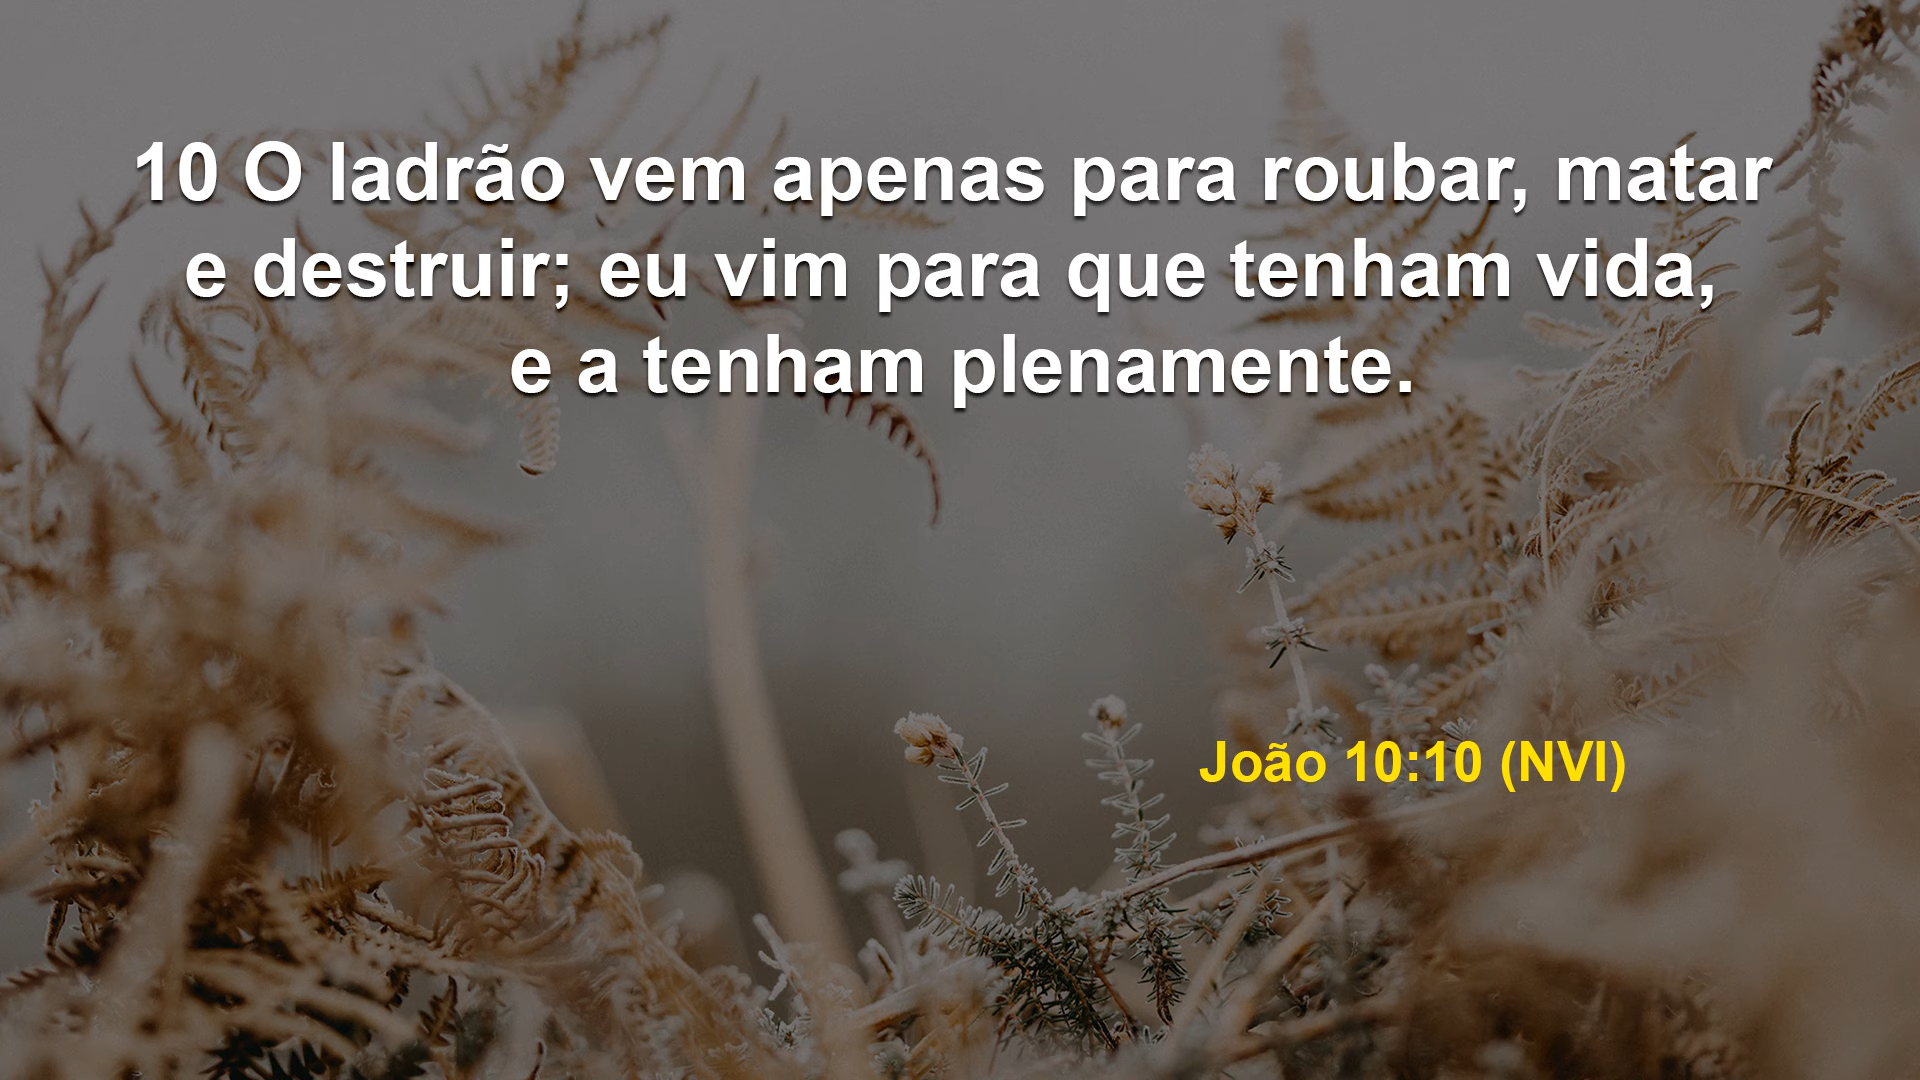 10 O ladrão vem apenas para roubar, matar
e destruir; eu vim para que tenham vida,
e a tenham plenamente.
João 10:10 (NVI)